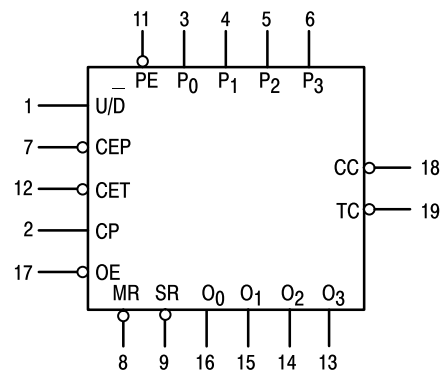 11 3 4 5 6
PE P0 P1 P2 P3
1 U/D̅
7 CEP
CC 18
12 CET
TC 19
2 CP
17 OE
MR SR O0 O1 O2 O3
8 9 16 15 14 13